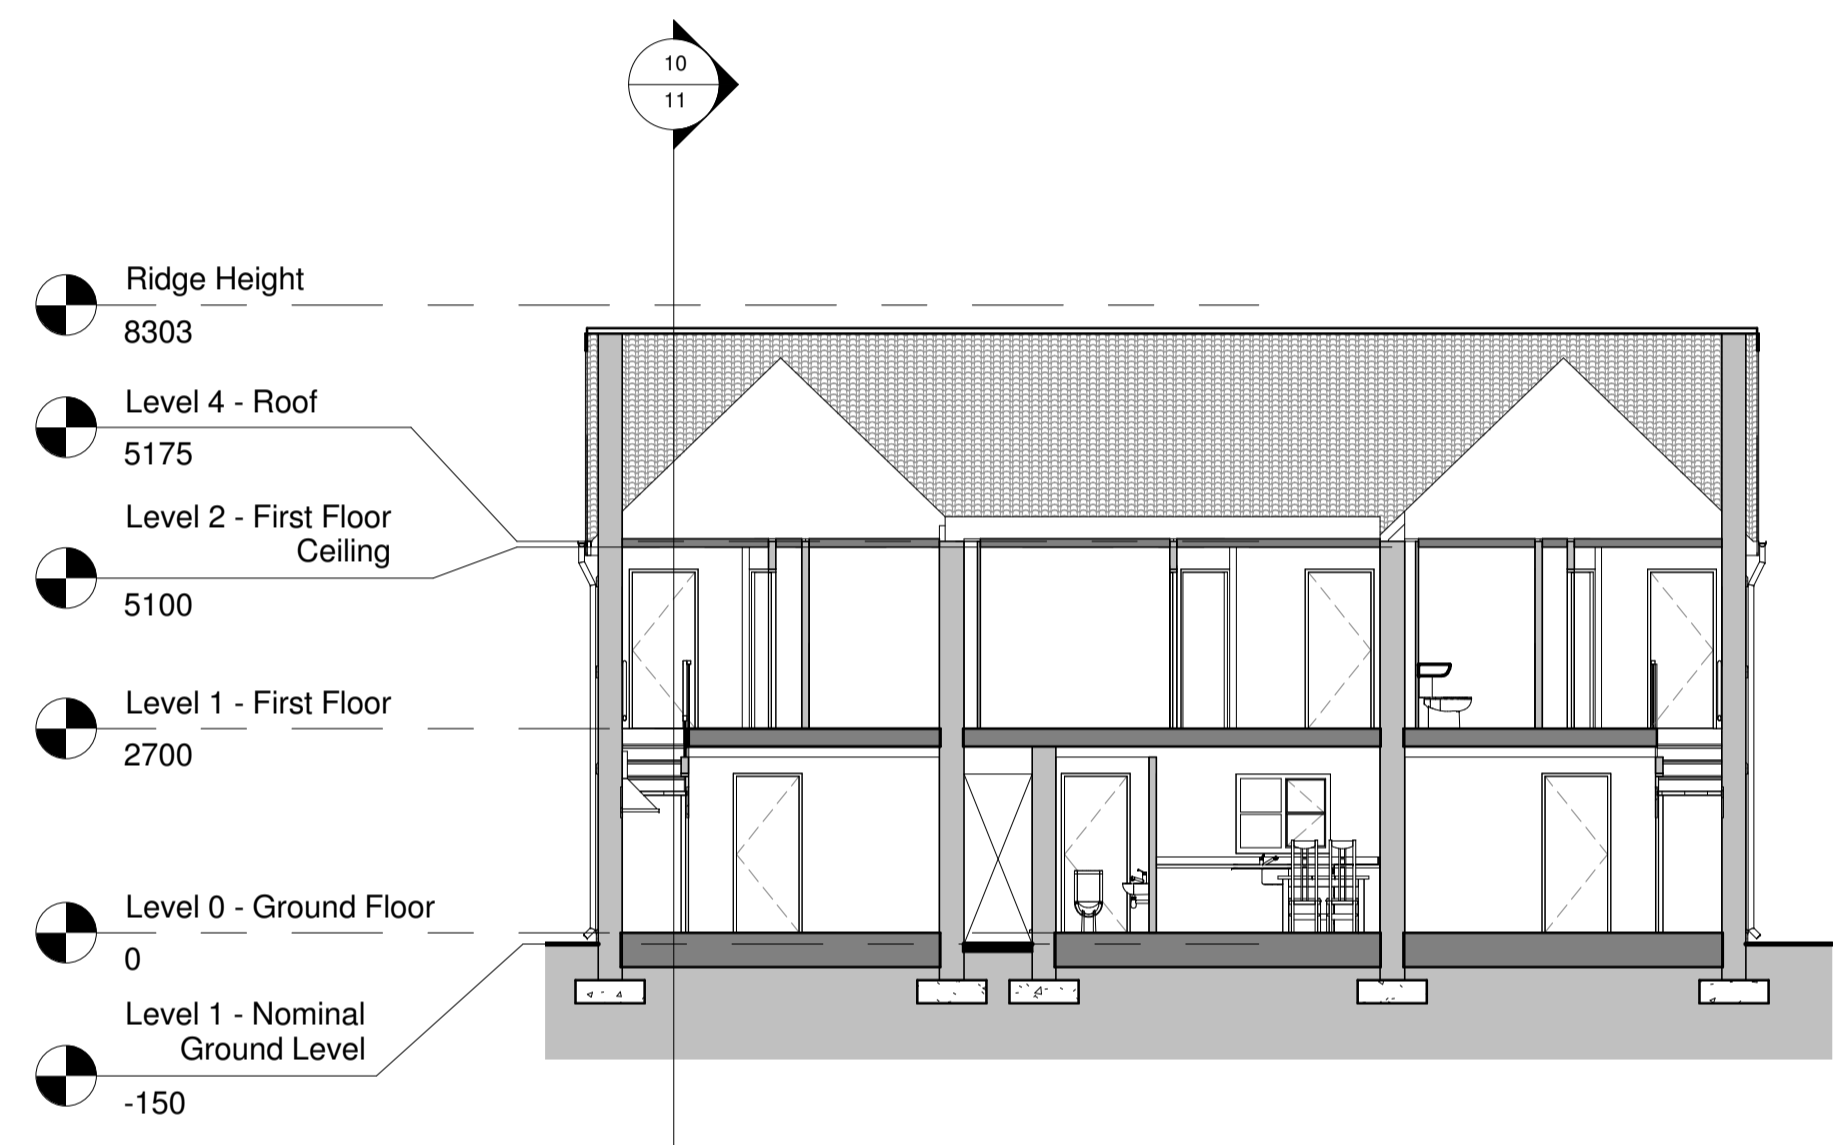 10
11
Ridge Height
8303
Level 4 - Roof
5175
Level 2 - First Floor
Ceiling
5100
Level 1 - First Floor
2700
Level 0 - Ground Floor
0
Level 1 - Nominal
Ground Level
-150